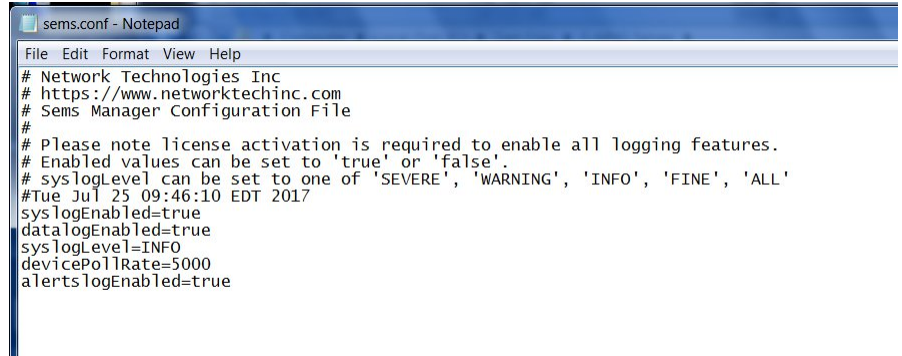 sems.conf - Notepad
File Edit Format View Help
# Network Technologies Inc
# https://www.networktechinc.com
# Sems Manager Configuration File
#
# Please note license activation is required to enable all logging features.
# Enabled values can be set to 'true' or 'false'.
# syslogLevel can be set to one of 'SEVERE', 'WARNING', 'INFO', 'FINE', 'ALL'
#Tue Jul 25 09:46:10 EDT 2017
syslogEnabled=true
datalogEnabled=true
syslogLevel=INFO
devicePollRate=5000
alertslogEnabled=true